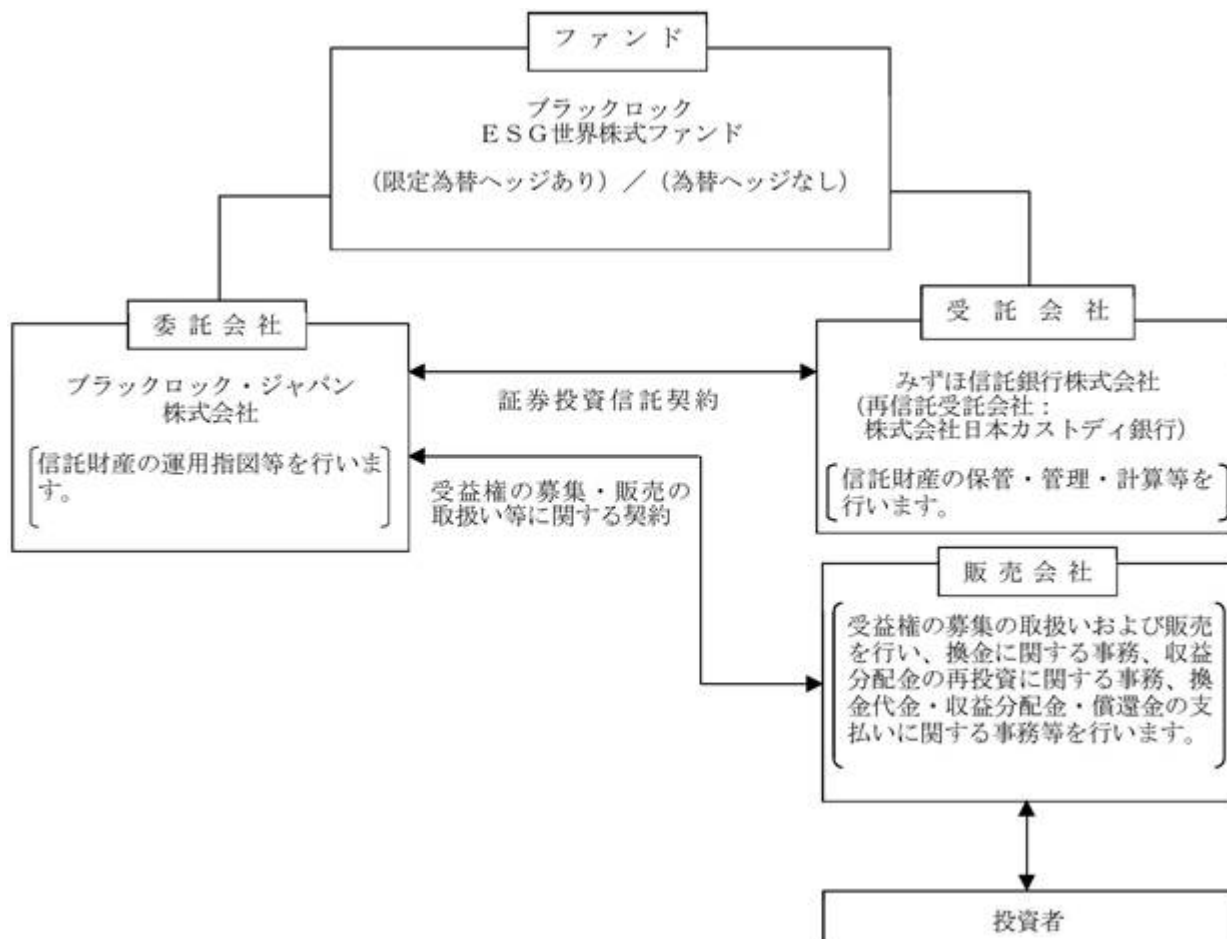 ファンド
ブラックロック
ＥＳＧ世界株式ファンド
（限定為替ヘッジあり）／（為替ヘッジなし）
委託会社
ブラックロック・ジャパン
株式会社
信託財産の運用指図等を行いま
す。
証券投資信託契約
受益権の募集・販売の
取扱い等に関する契約
受託会社
みずほ信託銀行株式会社
（再信託受託会社：
株式会社日本カストディ銀行）
信託財産の保管・管理・計算等を
行います。
販売会社
受益権の募集の取扱いおよび販売
を行い、換金に関する事務、収益
分配金の再投資に関する事務、換
金代金・収益分配金・償還金の支
払いに関する事務等を行います。
投資者